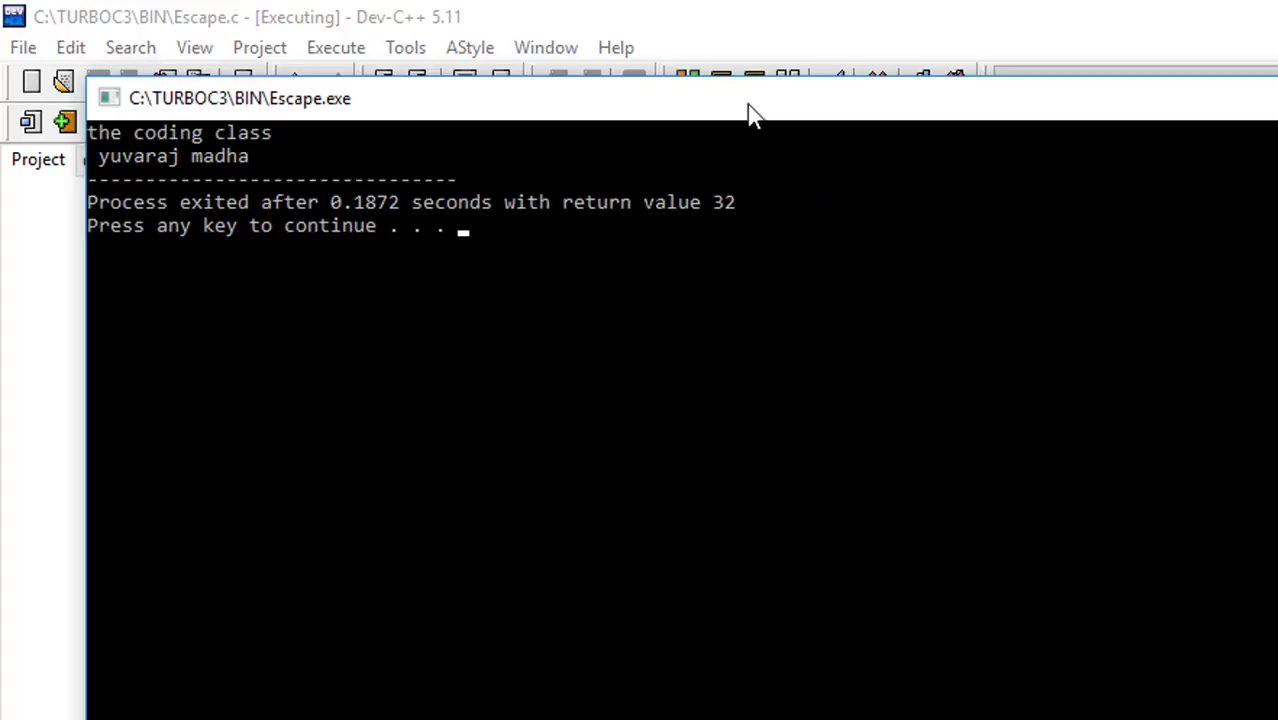 C:\TURBOC3\BIN\Escape.c - [Executing] - Dev-C++ 5.11
File Edit Search View Project Execute Tools AStyle Window Help
C:\TURBOC3\BIN\Escape.exe
Project
the coding class
 yuvaraj madha
--------------------------------
Process exited after 0.1872 seconds with return value 32
Press any key to continue . . .